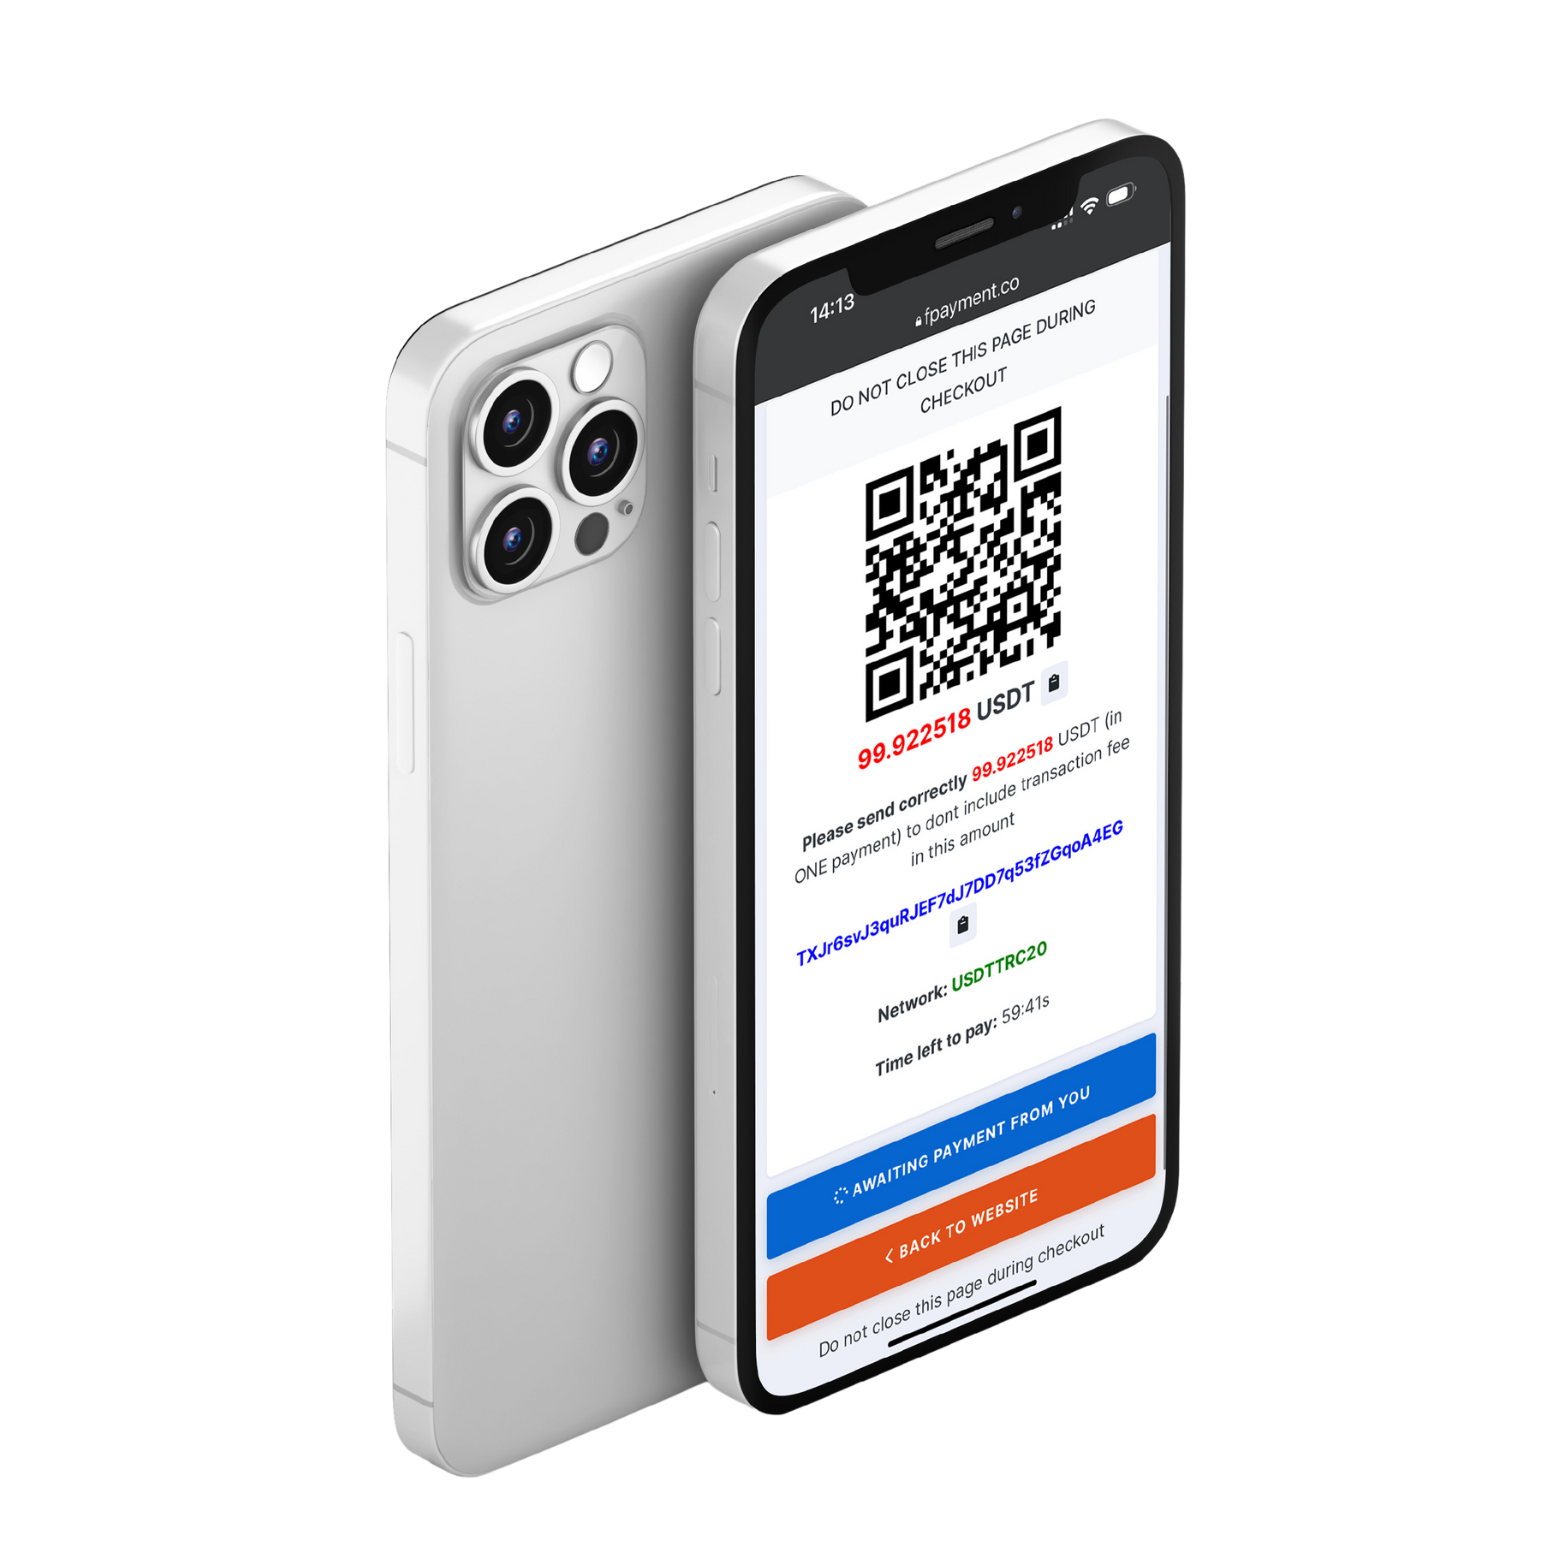 14:13
fpayment.co
DO NOT CLOSE THIS PAGE DURING
CHECKOUT
99.922518 USDT
Please send correctly 99.922518 USDT (in
ONE payment) to dont include transaction fee
in this amount
TXJr6svJ3quRJEF7dJ7DD7q53fZGqoA4EG
Network: USDTTRC20
Time left to pay: 59:41s
AWAITING PAYMENT FROM YOU
< BACK TO WEBSITE
Do not close this page during checkout